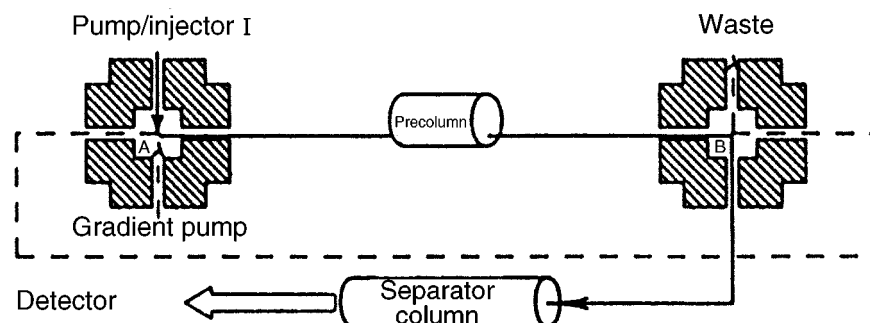 Pump/injector I
Waste
Precolumn
A
B
Gradient pump
Detector
Separator
column